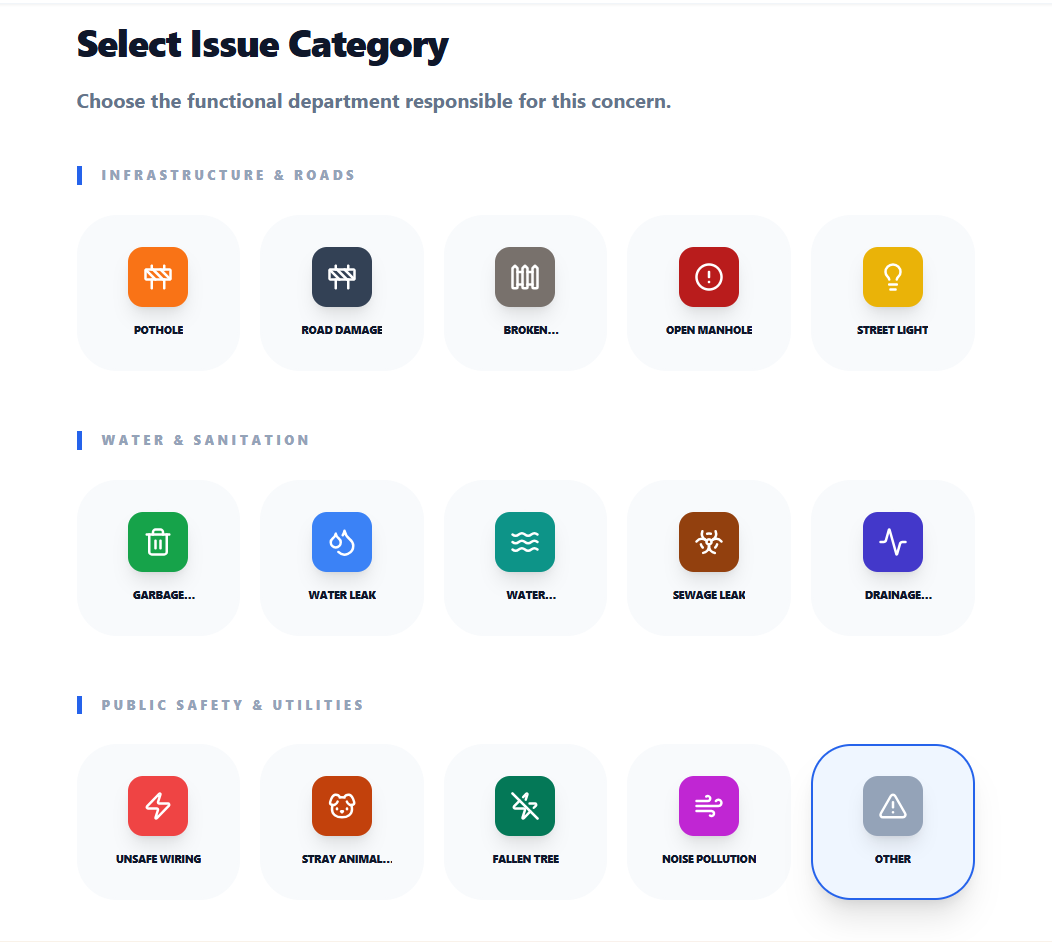 Select Issue Category
Choose the functional department responsible for this concern.
INFRASTRUCTURE & ROADS
POTHOLE
ROAD DAMAGE
BROKEN...
OPEN MANHOLE
STREET LIGHT
WATER & SANITATION
GARBAGE...
WATER LEAK
WATER...
SEWAGE LEAK
DRAINAGE...
PUBLIC SAFETY & UTILITIES
UNSAFE WIRING
STRAY ANIMAL...
FALLEN TREE
NOISE POLLUTION
OTHER